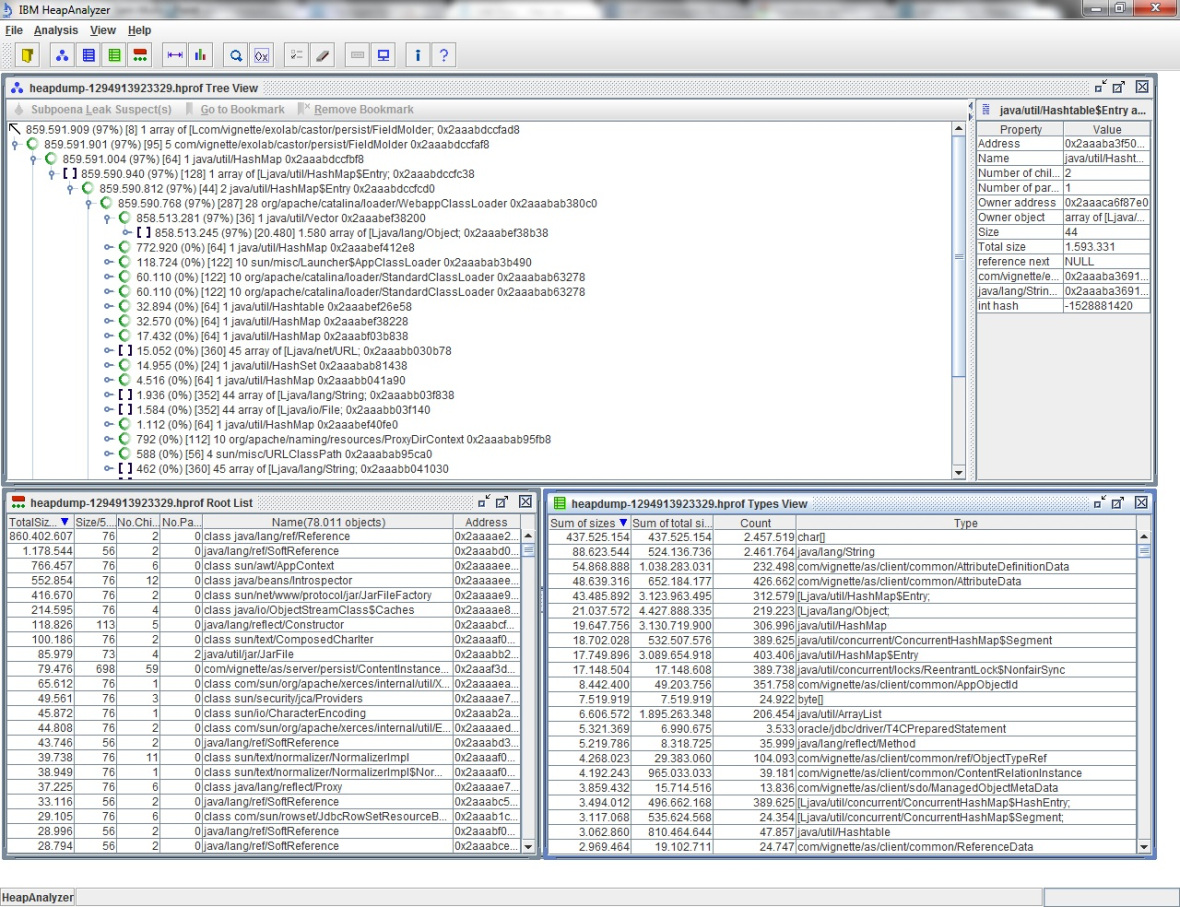 IBM HeapAnalyzer
File Analysis View Help
heapdump-1294913923329.hprof Tree View
Subpoena Leak Suspect(s) Go to Bookmark Remove Bookmark
859.591.909 (97%) [8] 1 array of [Lcom/vignette/exolab/castor/persist/FieldMolder; 0x2aaabdccfad8
859.591.901 (97%) [95] 5 com/vignette/exolab/castor/persist/FieldMolder 0x2aaabdccfaf8
859.591.004 (97%) [64] 1 java/util/HashMap 0x2aaabdccfbf8
859.590.940 (97%) [128] 1 array of [Ljava/util/HashMap$Entry; 0x2aaabdccfc38
859.590.812 (97%) [44] 2 java/util/HashMap$Entry 0x2aaabdccfcd0
859.590.768 (97%) [287] 28 org/apache/catalina/loader/WebappClassLoader 0x2aaabab380c0
858.513.281 (97%) [36] 1 java/util/Vector 0x2aaabef38200
858.513.245 (97%) [20.480] 1.580 array of [Ljava/lang/Object; 0x2aaabef38b38
772.920 (0%) [64] 1 java/util/HashMap 0x2aaabef412e8
118.724 (0%) [122] 10 sun/misc/Launcher$AppClassLoader 0x2aaabab3b490
60.110 (0%) [122] 10 org/apache/catalina/loader/StandardClassLoader 0x2aaabab63278
60.110 (0%) [122] 10 org/apache/catalina/loader/StandardClassLoader 0x2aaabab63278
32.894 (0%) [64] 1 java/util/Hashtable 0x2aaabef26e58
32.570 (0%) [64] 1 java/util/HashMap 0x2aaabef38228
17.432 (0%) [64] 1 java/util/HashMap 0x2aaabf03b838
15.052 (0%) [360] 45 array of [Ljava/net/URL; 0x2aaabb030b78
14.955 (0%) [24] 1 java/util/HashSet 0x2aaabab81438
4.516 (0%) [64] 1 java/util/HashMap 0x2aaabb041a90
1.936 (0%) [352] 44 array of [Ljava/lang/String; 0x2aaabb03f838
1.584 (0%) [352] 44 array of [Ljava/io/File; 0x2aaabb03f140
1.112 (0%) [64] 1 java/util/HashMap 0x2aaabef40fe0
792 (0%) [112] 10 org/apache/naming/resources/ProxyDirContext 0x2aaabab95fb8
588 (0%) [56] 4 sun/misc/URLClassPath 0x2aaabab95ca0
462 (0%) [360] 45 array of [Ljava/lang/String; 0x2aaabb041030
java/util/Hashtable$Entry a...
Property Value
Address 0x2aaaba3f50...
Name java/util/Hasht...
Number of chil... 2
Number of par... 1
Owner address 0x2aaaca6f87e0
Owner object array of [Ljava/...
Size 44
Total size 1.593.331
reference next NULL
com/vignette/e... 0x2aaaba3691...
java/lang/Strin... 0x2aaaba3691...
int hash -1528881420
heapdump-1294913923329.hprof Root List
TotalSiz... Size/5... No.Chi... No.Pa... Name(78.011 objects) Address
860.402.607 76 2 0 class java/lang/ref/Reference 0x2aaaae2...
1.178.544 56 2 0 java/lang/ref/SoftReference 0x2aaabd0...
766.457 76 6 0 class sun/awt/AppContext 0x2aaaaee...
552.854 76 12 0 class java/beans/Introspector 0x2aaaaee...
416.670 76 2 0 class sun/net/www/protocol/jar/JarFileFactory 0x2aaaae9...
214.595 76 4 0 class java/io/ObjectStreamClass$Caches 0x2aaaae8...
118.826 113 5 0 java/lang/reflect/Constructor 0x2aaabcf...
100.186 76 2 0 class sun/text/ComposedCharIter 0x2aaaaf0...
85.979 73 4 2 java/util/jar/JarFile 0x2aaabb2...
79.476 698 59 0 com/vignette/as/server/persist/ContentInstance... 0x2aaaf3d...
65.612 76 1 0 class com/sun/org/apache/xerces/internal/util/X... 0x2aaaaea...
49.561 76 3 0 class sun/security/jca/Providers 0x2aaaae7...
45.872 76 1 0 class sun/io/CharacterEncoding 0x2aaab2a...
44.808 76 2 0 class com/sun/org/apache/xerces/internal/util/E... 0x2aaaaed...
43.746 56 2 0 java/lang/ref/SoftReference 0x2aaabd3...
39.738 76 11 0 class sun/text/normalizer/NormalizerImpl 0x2aaaaf0...
38.949 76 1 0 class sun/text/normalizer/NormalizerImpl$Nor... 0x2aaaaf0...
37.225 76 6 0 class java/lang/reflect/Proxy 0x2aaaae7...
33.116 56 2 0 java/lang/ref/SoftReference 0x2aaabc5...
29.105 76 6 0 class com/sun/rowset/JdbcRowSetResourceB... 0x2aaab1c...
28.996 56 2 0 java/lang/ref/SoftReference 0x2aaabf0...
28.794 56 2 0 java/lang/ref/SoftReference 0x2aaabce...
heapdump-1294913923329.hprof Types View
Sum of sizes Sum of total si... Count Type
437.525.154 437.525.154 2.457.519 char[]
88.623.544 524.136.736 2.461.764 java/lang/String
54.868.888 1.038.283.031 232.498 com/vignette/as/client/common/AttributeDefinitionData
48.639.316 652.184.177 426.662 com/vignette/as/client/common/AttributeData
43.485.892 3.123.963.495 312.579 [Ljava/util/HashMap$Entry;
21.037.572 4.427.888.335 219.223 [Ljava/lang/Object;
19.647.756 3.130.719.900 306.996 java/util/HashMap
18.702.028 532.507.576 389.625 java/util/concurrent/ConcurrentHashMap$Segment
17.749.896 3.089.654.918 403.406 java/util/HashMap$Entry
17.148.504 17.148.608 389.738 java/util/concurrent/locks/ReentrantLock$NonfairSync
8.442.400 49.203.756 351.758 com/vignette/as/client/common/AppObjectId
7.519.919 7.519.919 24.922 byte[]
6.606.572 1.895.263.348 206.454 java/util/ArrayList
5.321.369 6.990.675 3.533 oracle/jdbc/driver/T4CPreparedStatement
5.219.786 8.318.725 35.999 java/lang/reflect/Method
4.268.023 29.383.060 104.093 com/vignette/as/client/common/ref/ObjectTypeRef
4.192.243 965.033.033 39.181 com/vignette/as/client/common/ContentRelationInstance
3.859.432 15.714.516 13.836 com/vignette/as/client/sdo/ManagedObjectMetaData
3.494.012 496.662.168 389.625 [Ljava/util/concurrent/ConcurrentHashMap$HashEntry;
3.117.068 535.624.568 24.354 [Ljava/util/concurrent/ConcurrentHashMap$Segment;
3.062.860 810.464.644 47.857 java/util/Hashtable
2.969.464 19.102.711 24.747 com/vignette/as/client/common/ReferenceData
HeapAnalyzer